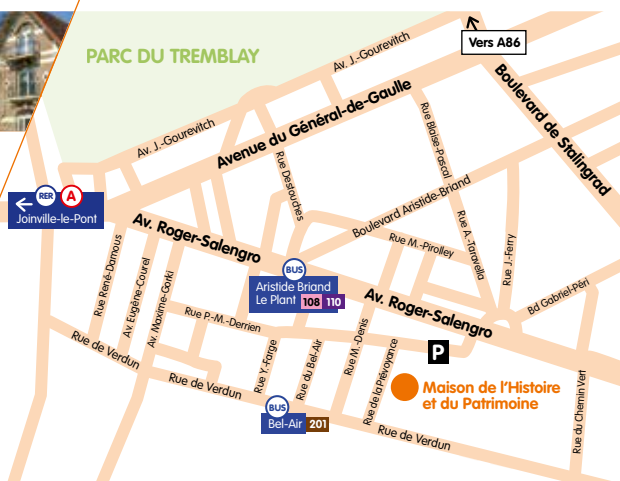 PARC DU TREMBLAY
Av. J.-Gourevitch
Vers A86
Boulevard de Stalingrad
Avenue du Général-de-Gaulle
Av. J.-Gourevitch
Rue Blaise-Pascal
Rue Destouches
RER A
Joinville-le-Pont
Boulevard Aristide-Briand
Av. Roger-Salengro
Rue M.-Pirolley
Rue A.-Taravella
Rue J.-Ferry
BUS
Aristide Briand
Le Plant 108 110
Rue René-Damous
Av. Eugène-Courel
Av. Maxime-Gorki
Av. Roger-Salengro
Bd Gabriel-Péri
Rue P.-M.-Derrien
Rue de Verdun
Rue Y.-Farge
Rue du Bel-Air
Rue M.-Denis
Rue de la Prévoyance
P
Maison de l'Histoire
et du Patrimoine
Rue de Verdun
BUS
Bel-Air 201
Rue de Verdun
Rue du Chemin Vert